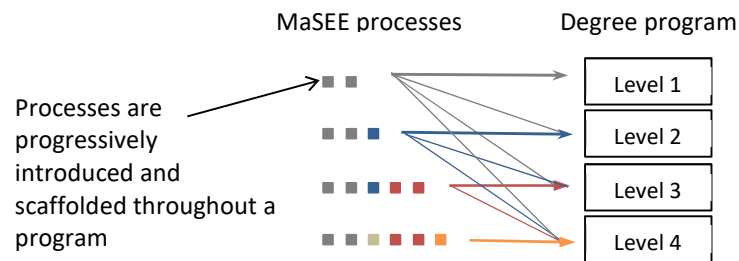 MaSEE processes
Degree program
Level 1
Processes are
progressively
introduced and
scaffolded throughout a
program
Level 2
Level 3
Level 4